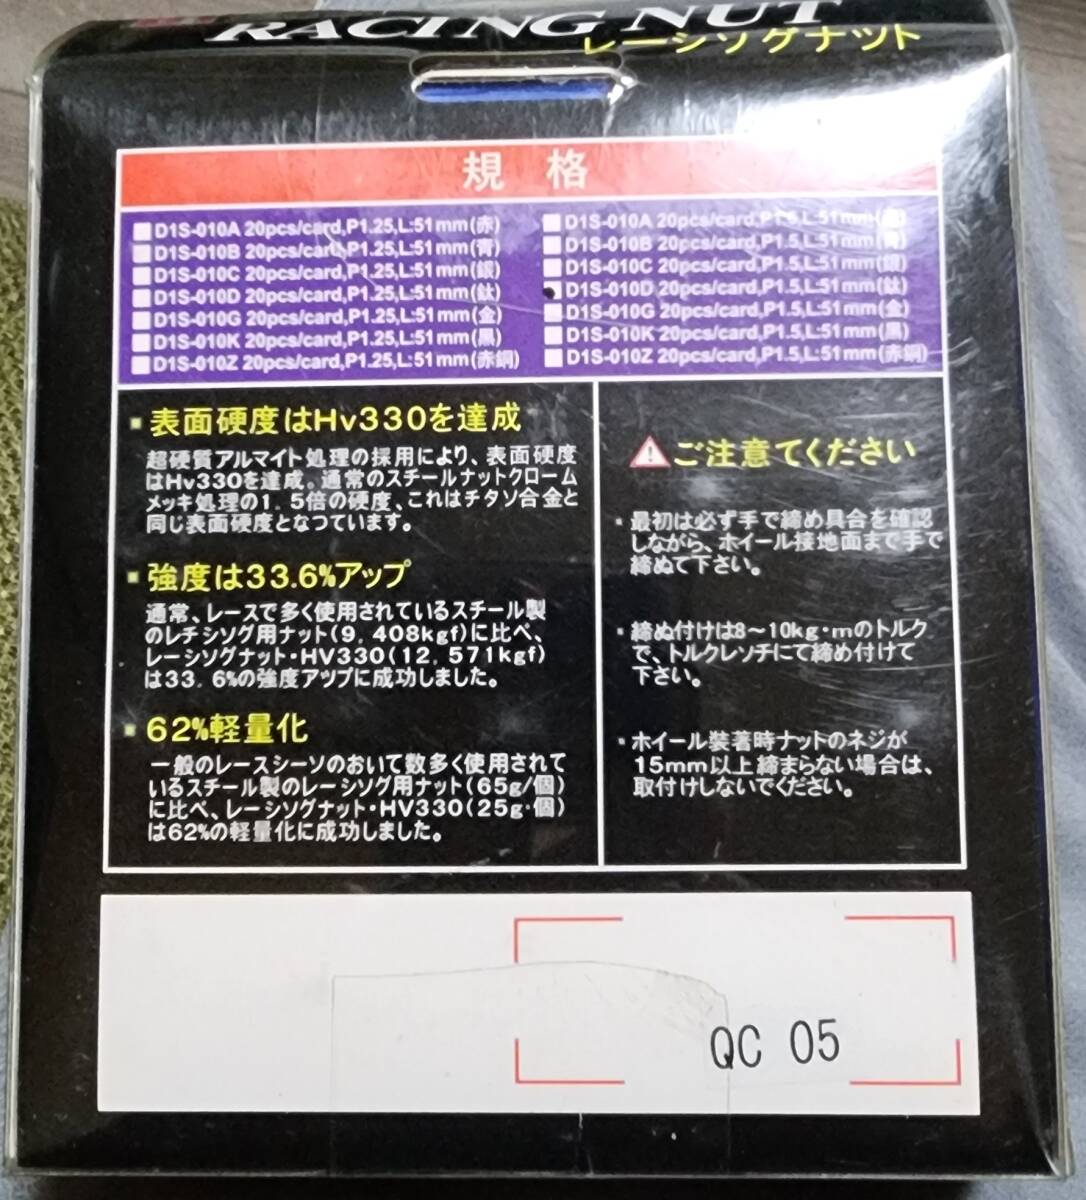 RACING NUT
レーシソグナツト
規 格
D1S-010A 20pcs/card,P1.25,L:51mm(赤)
D1S-010B 20pcs/card,P1.25,L:51mm(青)
D1S-010C 20pcs/card,P1.25,L:51mm(銀)
D1S-010D 20pcs/card,P1.25,L:51mm(鈦)
D1S-010G 20pcs/card,P1.25,L:51mm(金)
D1S-010K 20pcs/card,P1.25,L:51mm(黒)
D1S-010Z 20pcs/card,P1.25,L:51mm(赤銅)
D1S-010A 20pcs/card,P1.5,L:51mm
D1S-010B 20pcs/card,P1.5,L:51mm(青)
D1S-010C 20pcs/card,P1.5,L:51mm(銀)
D1S-010D 20pcs/card,P1.5,L:51mm(鈦)
D1S-010G 20pcs/card,P1.5,L:51mm(金)
D1S-010K 20pcs/card,P1.5,L:51mm(黒)
D1S-010Z 20pcs/card,P1.5,L:51mm(赤銅)
▪表面硬度はHv330を達成
超硬質アルマイト処理の採用により、表面硬度
はHv330を達成。通常のスチールナットクローム
メッキ処理の1．5倍の硬度、これはチタソ合金と
同じ表面硬度となつています。
▪強度は33.6%アップ
通常、レースで多く使用されているスチール製
のレチシソグ用ナット(9，408kgf)に比べ、
レーシソグナット・HV330(12，571kgf)
は33．6%の強度アツプに成功しました。
▪62%軽量化
一般のレースシーソのおいて数多く使用されて
いるスチール製のレーシソグ用ナット(65g/個)
に比べ、レーシソグナット・HV330(25g・個)
は62%の軽量化に成功しました。
ご注意てください
・最初は必ず手で締め具合を確認
しながら、ホイール接地面まで手で
締ぬて下さい。
・締ぬ付けは8～10kg・mのトルク
で、トルクレソチにて締め付けて
下さい。
・ホイール装著時ナットのネジが
15mm以上締まらない場合は、
取付けしないでください。
QC 05